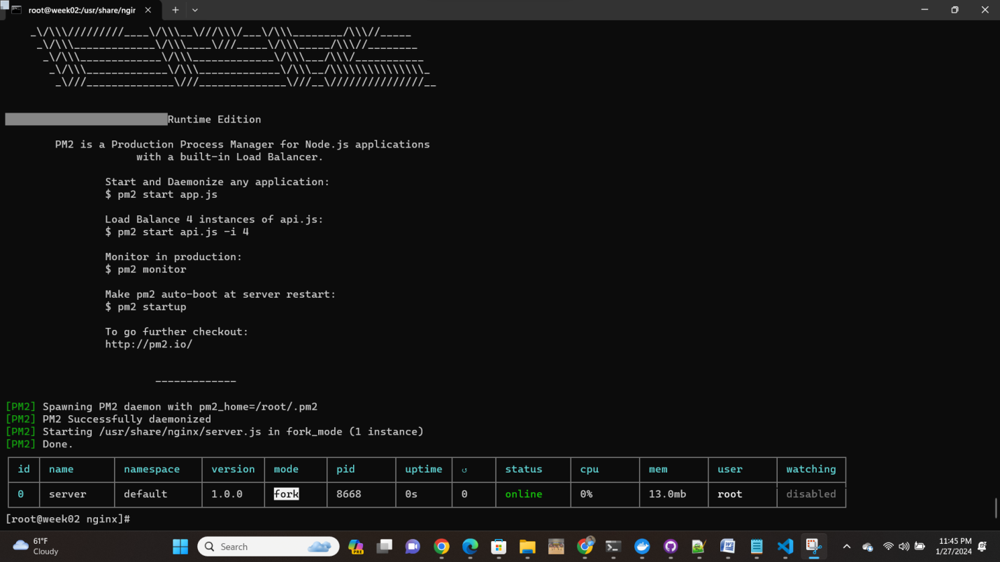 root@week02:/usr/share/ngir
_\/\\\/////////____\/\\\__\///\\\/___\/\\\________/\\\//_____
_\/\\\_____________\/\\\____\///_____\/\\\_____/\\\//________
_\/\\\_____________\/\\\_____________\/\\\___/\\\/___________
_\/\\\_____________\/\\\_____________\/\\\__/\\\\\\\\\\\\\\\_
_\///______________\///______________\///__\///////////////__
Runtime Edition
PM2 is a Production Process Manager for Node.js applications
with a built-in Load Balancer.
Start and Daemonize any application:
$ pm2 start app.js
Load Balance 4 instances of api.js:
$ pm2 start api.js -i 4
Monitor in production:
$ pm2 monitor
Make pm2 auto-boot at server restart:
$ pm2 startup
To go further checkout:
http://pm2.io/
-------------
[PM2] Spawning PM2 daemon with pm2_home=/root/.pm2
[PM2] PM2 Successfully daemonized
[PM2] Starting /usr/share/nginx/server.js in fork_mode (1 instance)
[PM2] Done.
id name namespace version mode pid uptime ↺ status cpu mem user watching
0 server default 1.0.0 fork 8668 0s 0 online 0% 13.0mb root disabled
[root@week02 nginx]#
61°F
Cloudy
Search
PRE
11:45 PM
1/27/2024